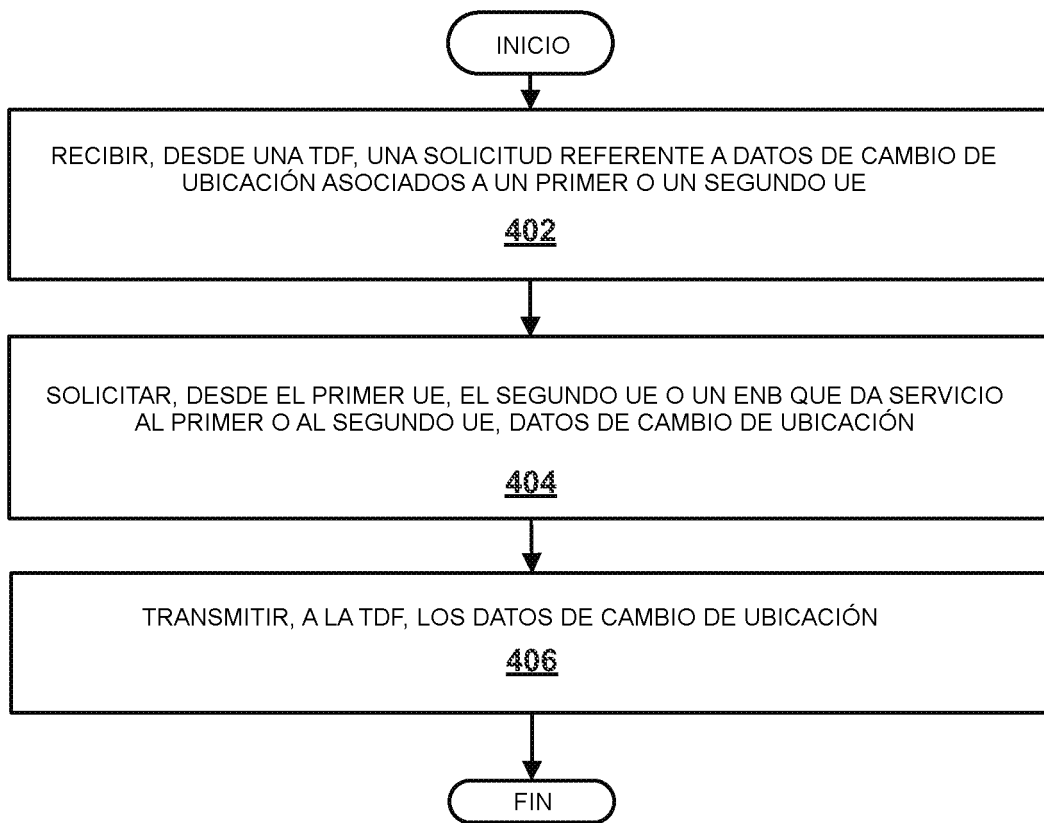 INICIO
RECIBIR, DESDE UNA TDF, UNA SOLICITUD REFERENTE A DATOS DE CAMBIO DE
UBICACIÓN ASOCIADOS A UN PRIMER O UN SEGUNDO UE
402
SOLICITAR, DESDE EL PRIMER UE, EL SEGUNDO UE O UN ENB QUE DA SERVICIO
AL PRIMER O AL SEGUNDO UE, DATOS DE CAMBIO DE UBICACIÓN
404
TRANSMITIR, A LA TDF, LOS DATOS DE CAMBIO DE UBICACIÓN
406
FIN